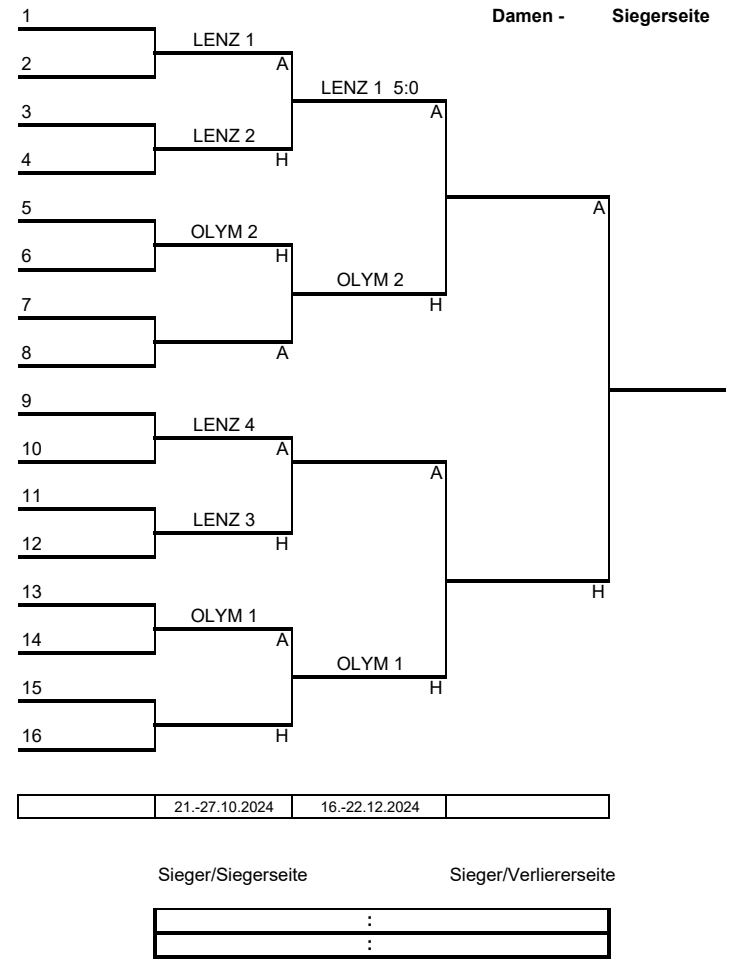 1
Damen - Siegerseite
LENZ 1
2
A
LENZ 1 5:0
3
A
LENZ 2
4
H
5
A
OLYM 2
6
H
OLYM 2
7
H
8
A
9
LENZ 4
10
A
A
11
LENZ 3
12
H
13
H
OLYM 1
14
A
OLYM 1
15
H
16
H
21.-27.10.2024 16.-22.12.2024
Sieger/Siegerseite Sieger/Verliererseite
:
: